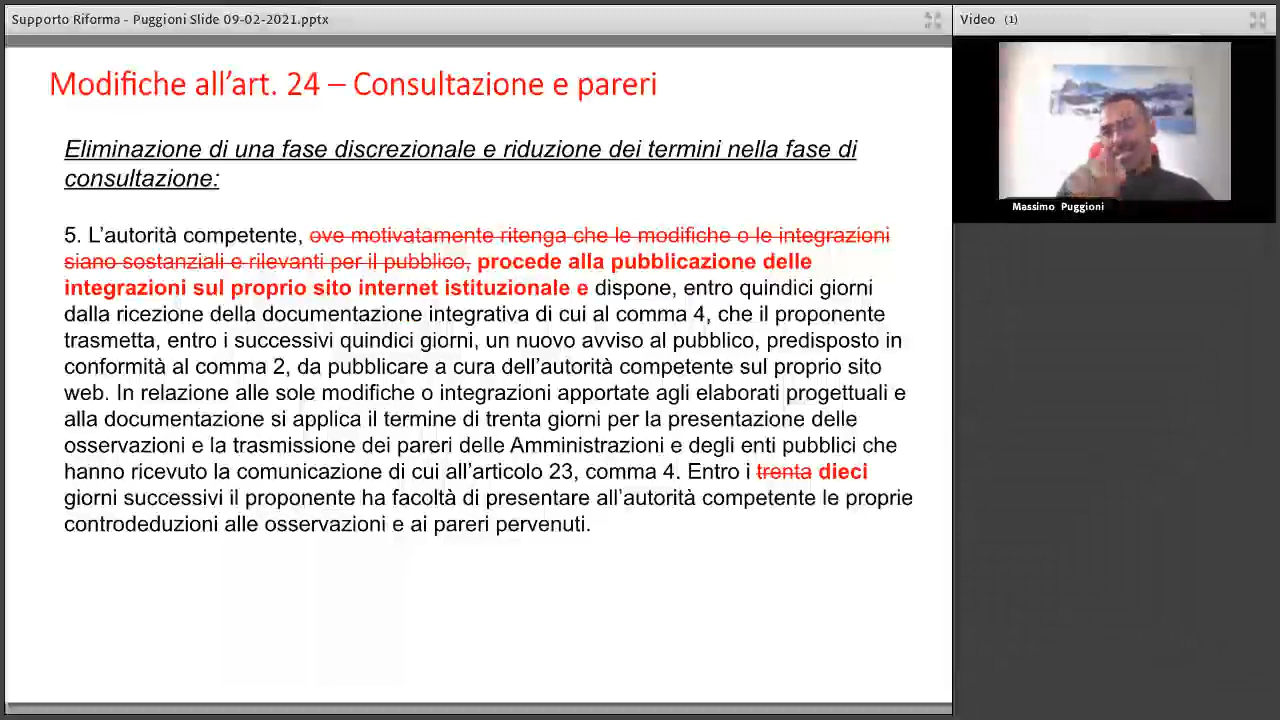 Supporto Riforma - Puggioni Slide 09-02-2021.pptx
Video (1)
Massimo Puggioni
Modifiche all’art. 24 – Consultazione e pareri
Eliminazione di una fase discrezionale e riduzione dei termini nella fase di
consultazione:
5. L’autorità competente, ove motivatamente ritenga che le modifiche o le integrazioni
siano sostanziali e rilevanti per il pubblico, procede alla pubblicazione delle
integrazioni sul proprio sito internet istituzionale e dispone, entro quindici giorni
dalla ricezione della documentazione integrativa di cui al comma 4, che il proponente
trasmetta, entro i successivi quindici giorni, un nuovo avviso al pubblico, predisposto in
conformità al comma 2, da pubblicare a cura dell’autorità competente sul proprio sito
web. In relazione alle sole modifiche o integrazioni apportate agli elaborati progettuali e
alla documentazione si applica il termine di trenta giorni per la presentazione delle
osservazioni e la trasmissione dei pareri delle Amministrazioni e degli enti pubblici che
hanno ricevuto la comunicazione di cui all’articolo 23, comma 4. Entro i trenta dieci
giorni successivi il proponente ha facoltà di presentare all’autorità competente le proprie
controdeduzioni alle osservazioni e ai pareri pervenuti.